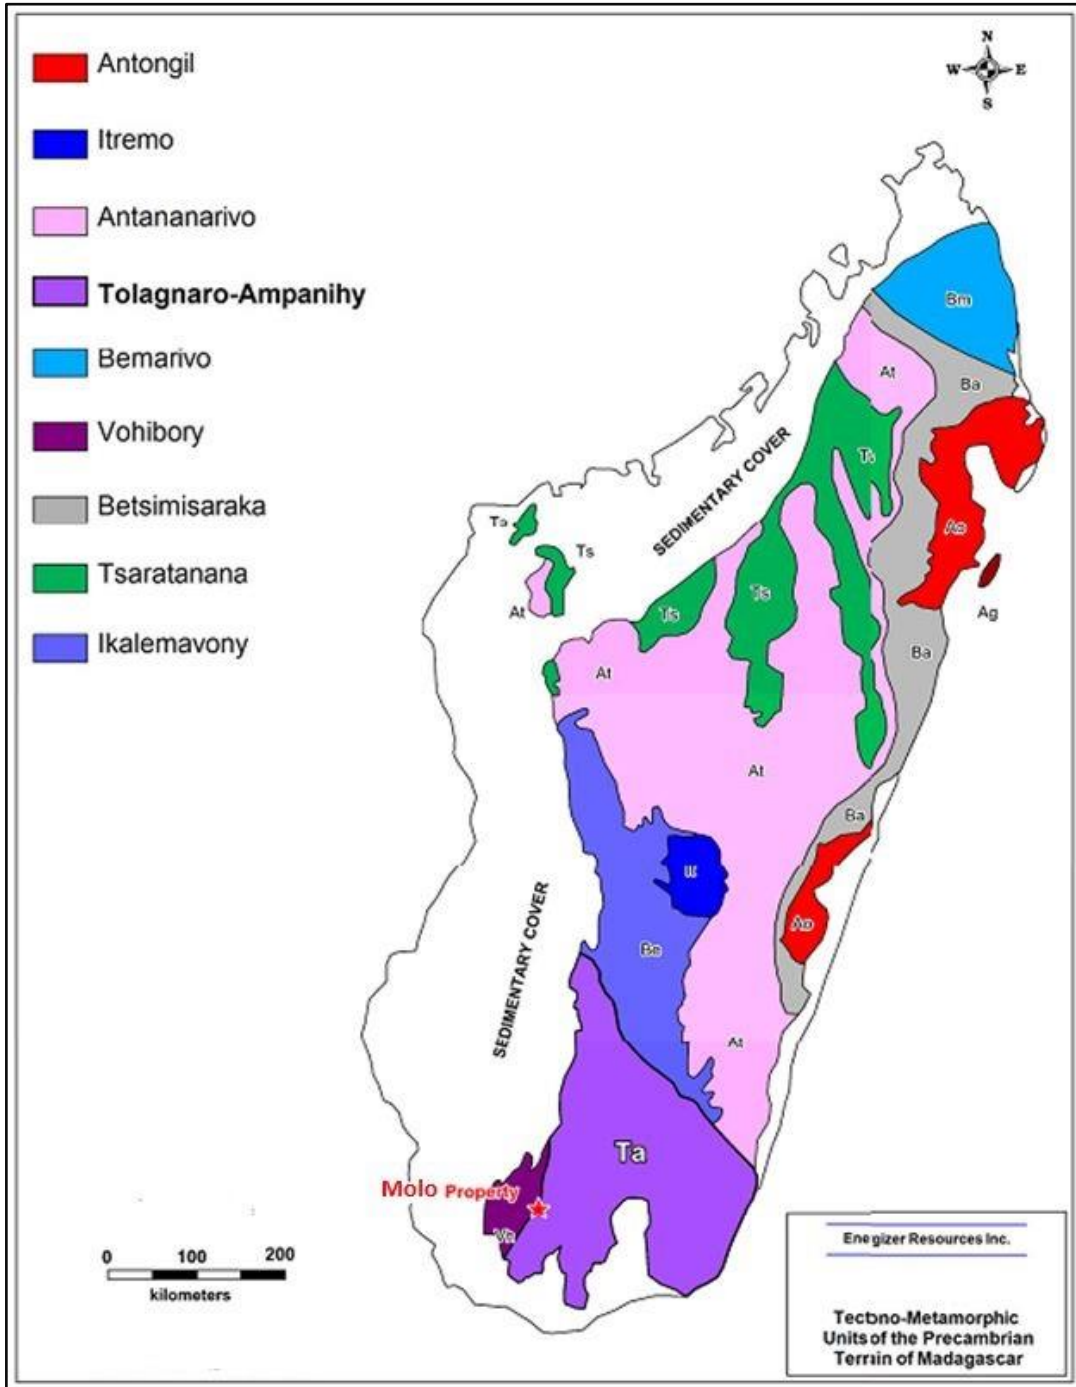 N
W E
S
Antongil
Itremo
Antananarivo
Tolagnaro-Ampanihy
Bemarivo
Vohibory
Betsimisaraka
Tsaratanana
Ikalemavony
Bm
At
Ba
SEDIMENTARY COVER
Ts
Ao
Ts
At
Ts
Ts
Ag
At
Ba
At
Ba
It
Ao
Be
SEDIMENTARY COVER
At
Ta
Molo Property
Vh
0 100 200
kilometers
Enegizer Resources Inc.
Tectono-Metamorphic
Units of the Precambrian
Terrain of Madagascar